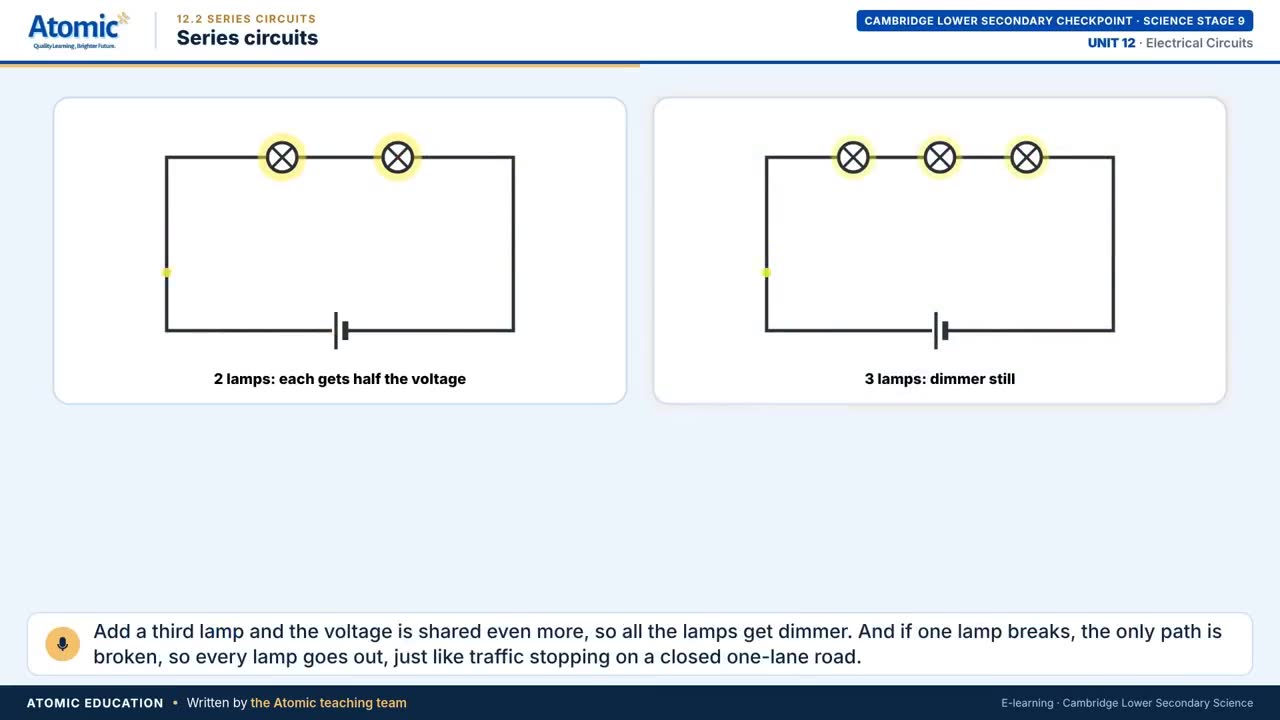 Atomic
Quality Learning, Brighter Future.
12.2 SERIES CIRCUITS
Series circuits
CAMBRIDGE LOWER SECONDARY CHECKPOINT · SCIENCE STAGE 9
UNIT 12 · Electrical Circuits
2 lamps: each gets half the voltage
3 lamps: dimmer still
Add a third lamp and the voltage is shared even more, so all the lamps get dimmer. And if one lamp breaks, the only path is
broken, so every lamp goes out, just like traffic stopping on a closed one-lane road.
ATOMIC EDUCATION • Written by the Atomic teaching team
E-learning · Cambridge Lower Secondary Science